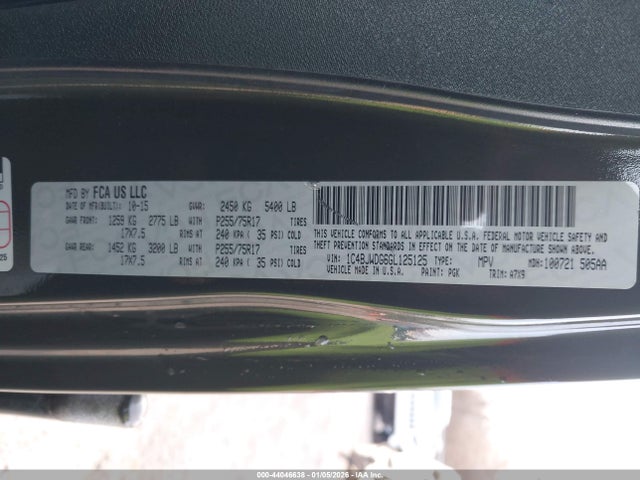 MFD BY FCA US LLC
DATE OF MFR(BUILT): 10-15 GVWR: 2450 KG 5400 LB
GAWR FRONT: 1259 KG 2775 LB WITH P255/75R17 TIRES
17X7.5 RIMS AT 240 KPA ( 35 PSI) COLD
GAWR REAR: 1452 KG 3200 LB WITH P255/75R17 TIRES
17X7.5 RIMS AT 240 KPA ( 35 PSI) COLD
THIS VEHICLE CONFORMS TO ALL APPLICABLE U.S.A. FEDERAL MOTOR VEHICLE SAFETY AND
THEFT PREVENTION STANDARDS IN EFFECT ON THE DATE OF MANUFACTURE SHOWN ABOVE.
VIN: 1C4BJWDG6GL125125 TYPE: MPV MDH:100721 505AA
VEHICLE MADE IN U.S.A. PAINT: PGK TRIM: A7X9
25
000-44046638 - 01/05/2026 - IAA Inc.